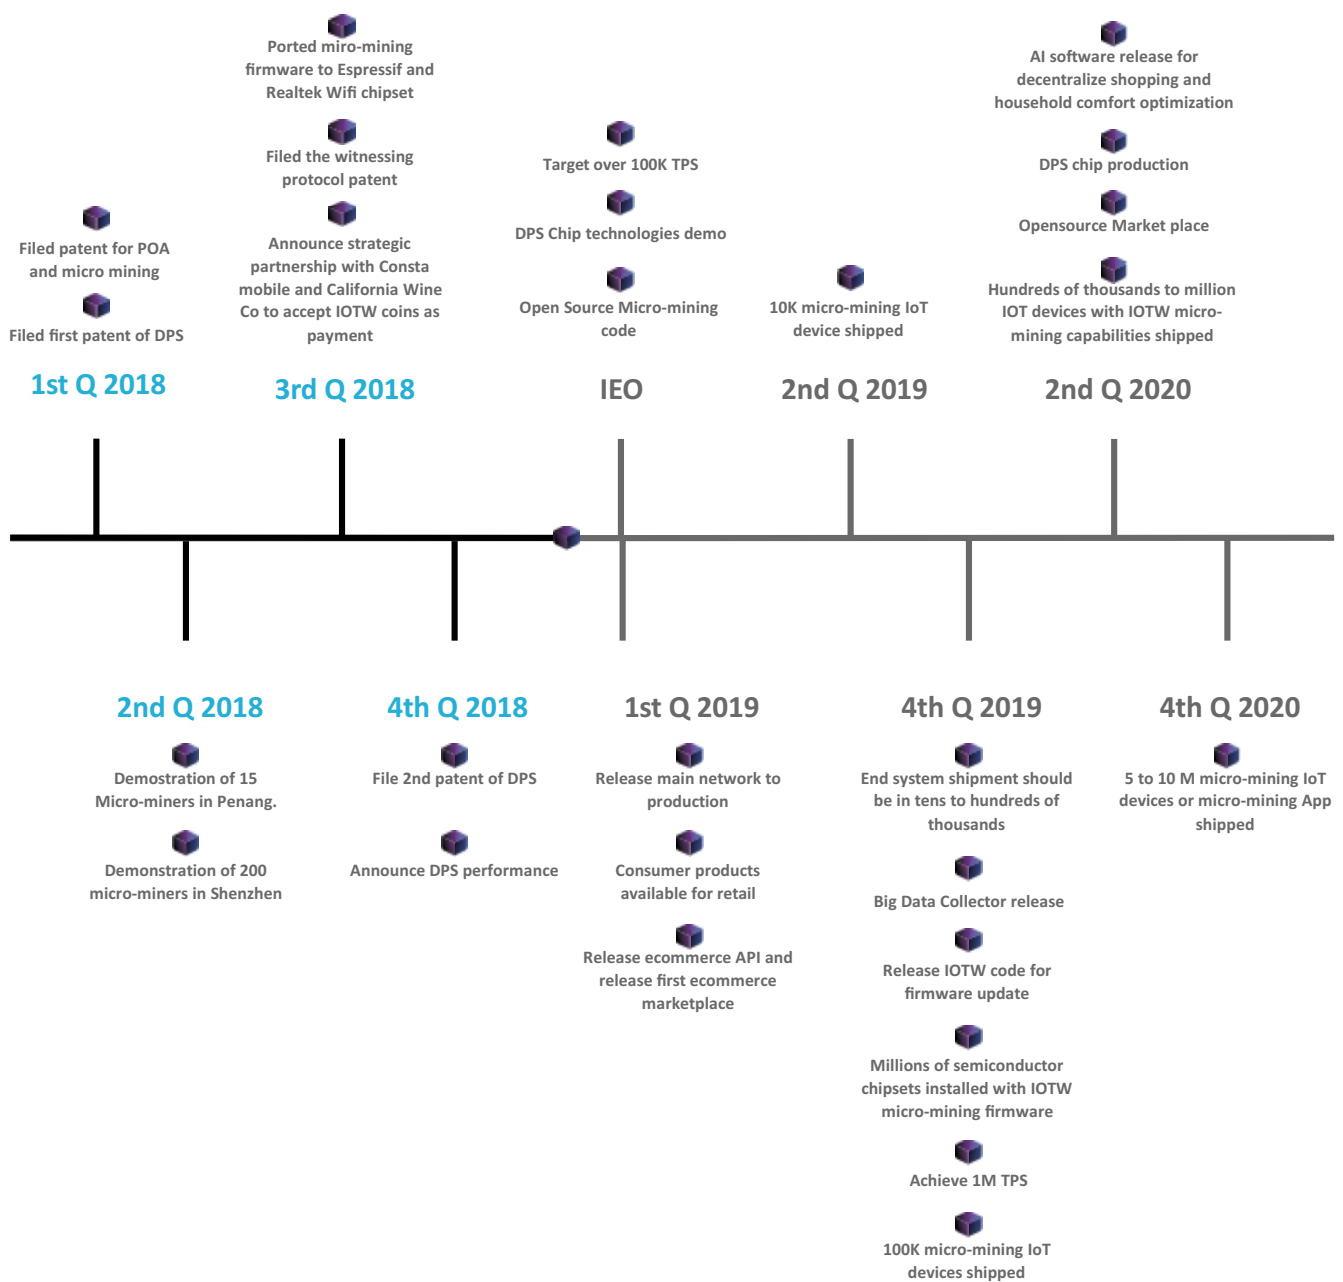 Ported miro-mining
firmware to Espressif and
Realtek Wifi chipset
Filed the witnessing
protocol patent
Announce strategic
partnership with Consta
mobile and California Wine
Co to accept IOTW coins as
payment
Filed patent for POA
and micro mining
Filed first patent of DPS
Target over 100K TPS
DPS Chip technologies demo
Open Source Micro-mining
code
10K micro-mining IoT
device shipped
AI software release for
decentralize shopping and
household comfort optimization
DPS chip production
Opensource Market place
Hundreds of thousands to million
IOT devices with IOTW micro-
mining capabilities shipped
1st Q 2018
3rd Q 2018
IEO
2nd Q 2019
2nd Q 2020
2nd Q 2018
4th Q 2018
1st Q 2019
4th Q 2019
4th Q 2020
Demostration of 15
Micro-miners in Penang.
Demonstration of 200
micro-miners in Shenzhen
File 2nd patent of DPS
Announce DPS performance
Release main network to
production
Consumer products
available for retail
Release ecommerce API and
release first ecommerce
marketplace
End system shipment should
be in tens to hundreds of
thousands
Big Data Collector release
Release IOTW code for
firmware update
Millions of semiconductor
chipsets installed with IOTW
micro-mining firmware
Achieve 1M TPS
100K micro-mining IoT
devices shipped
5 to 10 M micro-mining IoT
devices or micro-mining App
shipped